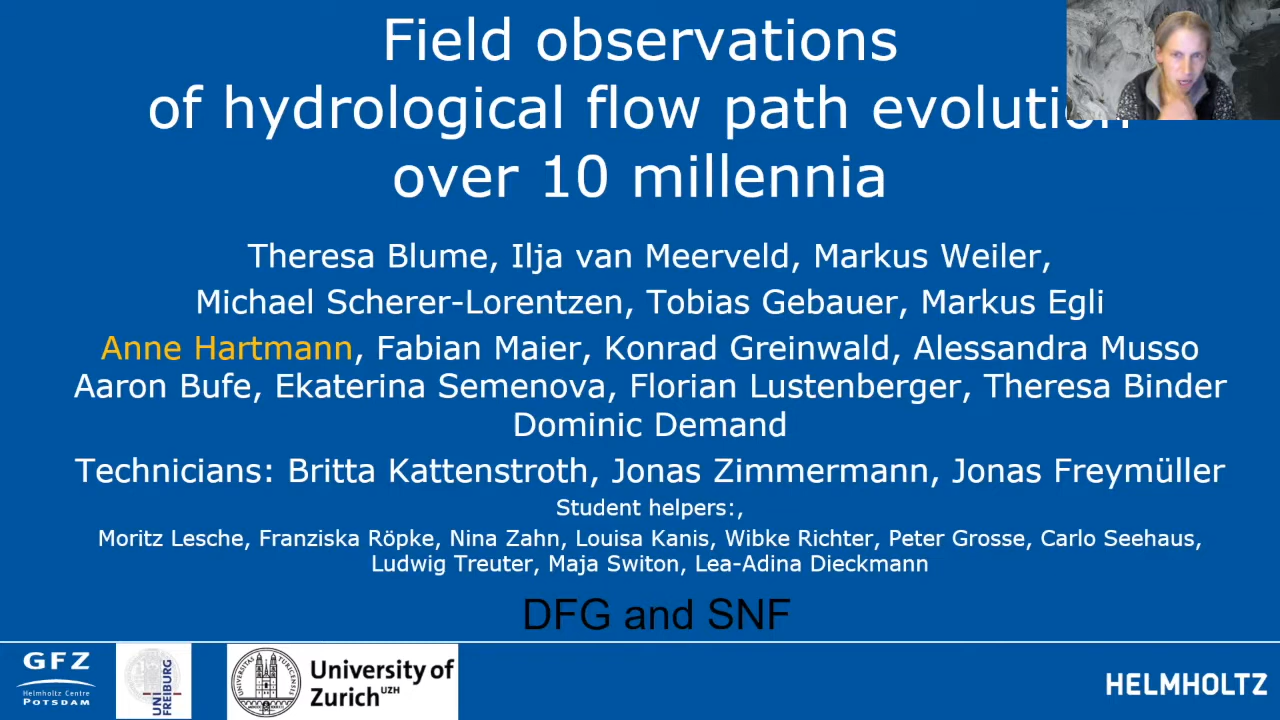 Field observations
of hydrological flow path evolution
over 10 millennia
Theresa Blume, Ilja van Meerveld, Markus Weiler,
Michael Scherer-Lorentzen, Tobias Gebauer, Markus Egli
Anne Hartmann, Fabian Maier, Konrad Greinwald, Alessandra Musso
Aaron Bufe, Ekaterina Semenova, Florian Lustenberger, Theresa Binder
Dominic Demand
Technicians: Britta Kattenstroth, Jonas Zimmermann, Jonas Freymüller
Student helpers:,
Moritz Lesche, Franziska Röpke, Nina Zahn, Louisa Kanis, Wibke Richter, Peter Grosse, Carlo Seehaus,
Ludwig Treuter, Maja Switon, Lea-Adina Dieckmann
DFG and SNF
GFZ
Helmholtz Centre
POTSDAM
UNI
FREIBURG
University of
Zurich UZH
HELMHOLTZ